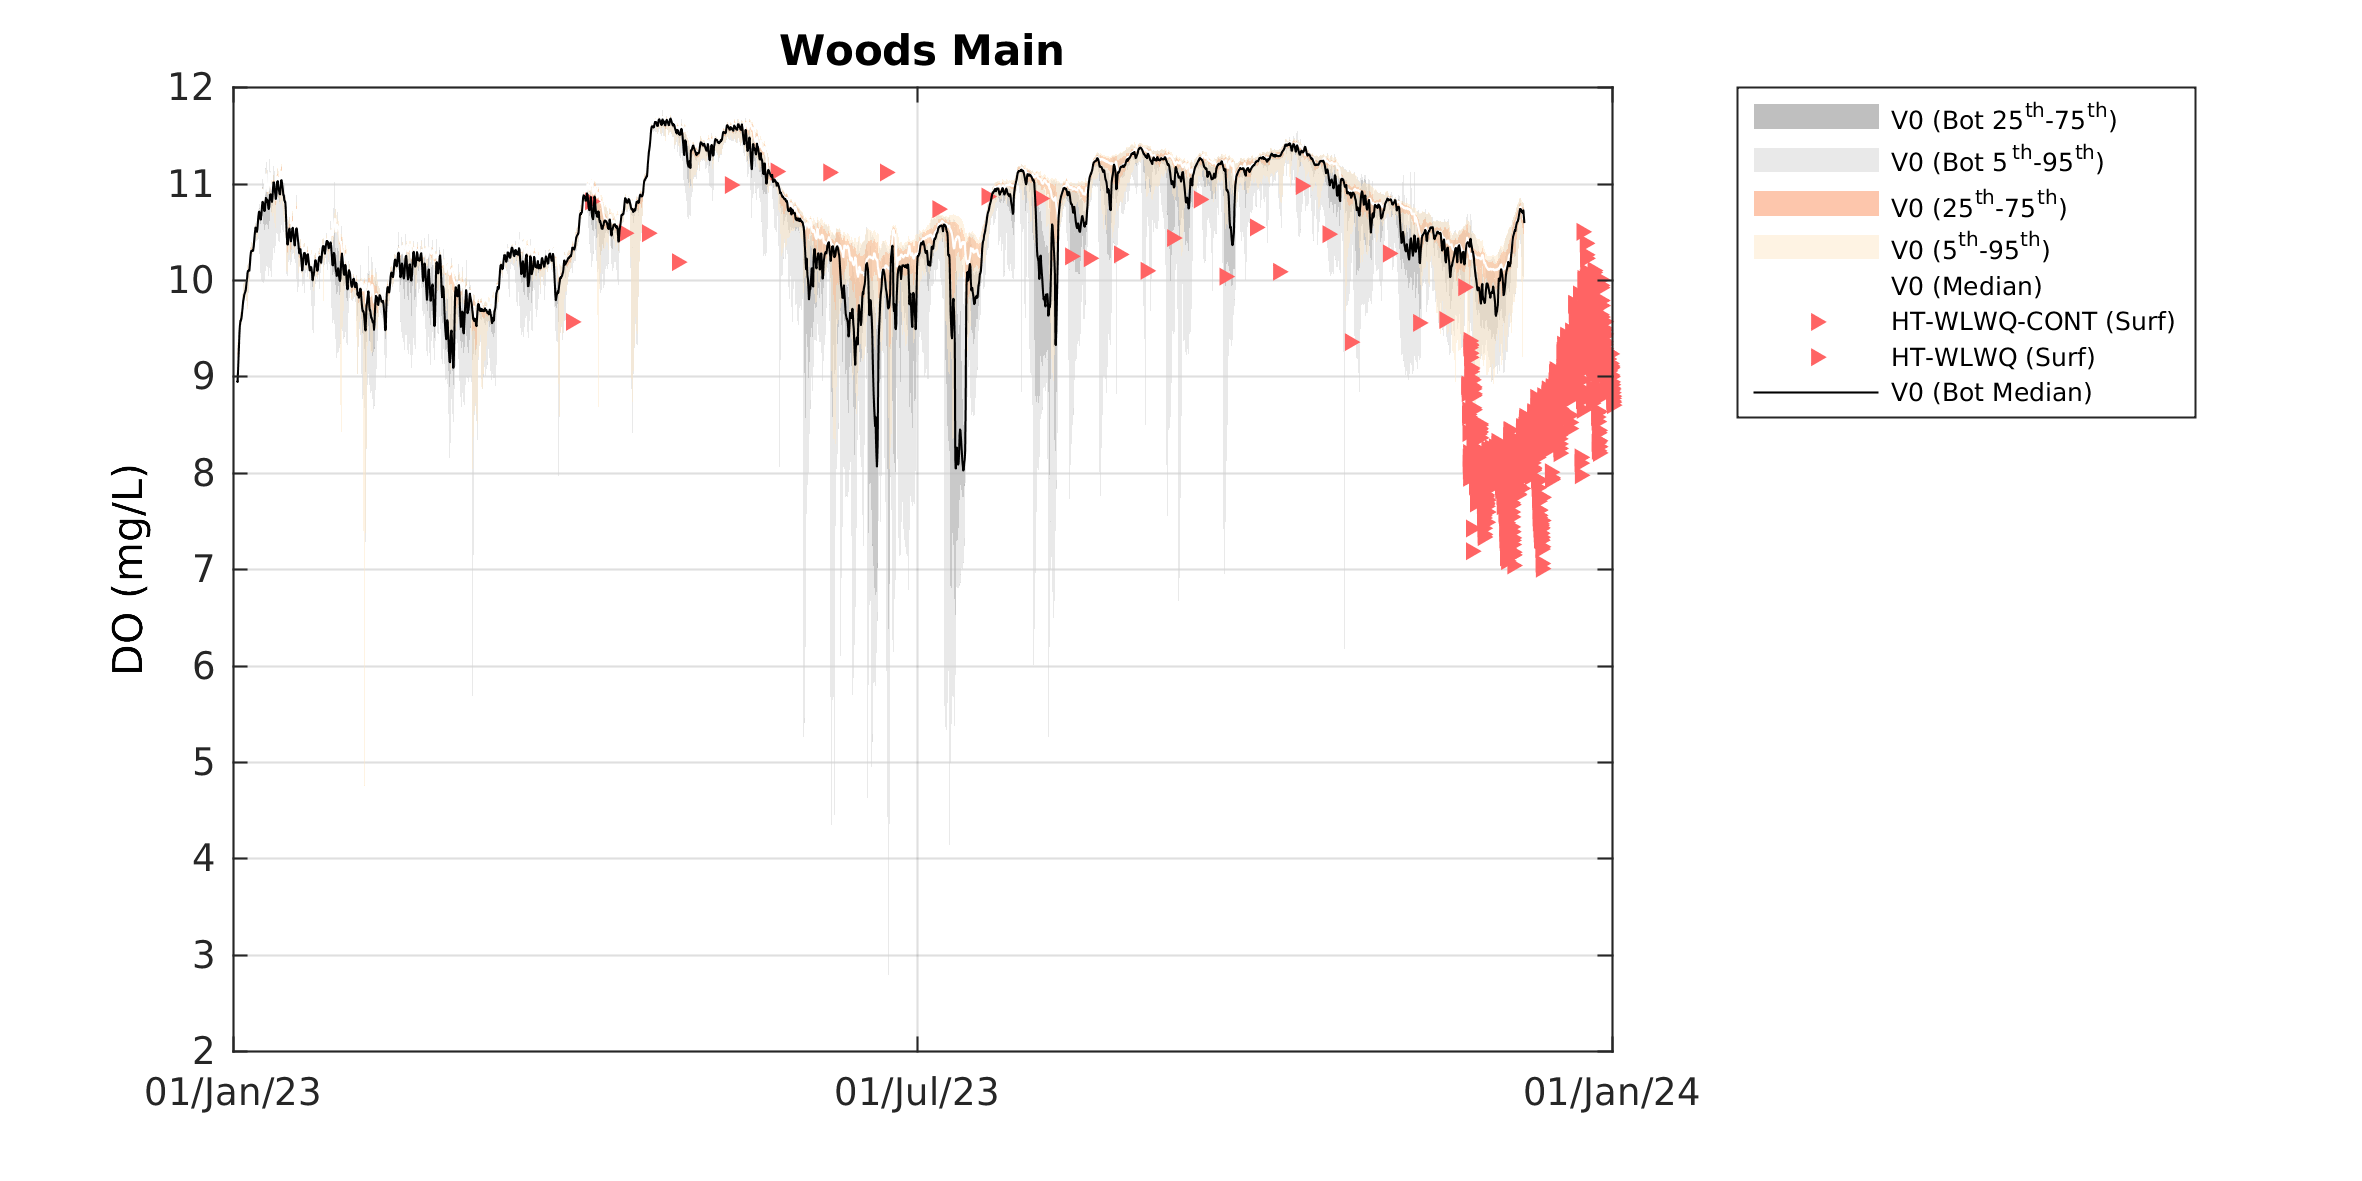 Woods Main
DO (mg/L)
12
11
10
9
8
7
6
5
4
3
2
01/Jan/23
01/Jul/23
01/Jan/24
V0 (Bot 25th-75th)
V0 (Bot 5th-95th)
V0 (25th-75th)
V0 (5th-95th)
V0 (Median)
HT-WLWQ-CONT (Surf)
HT-WLWQ (Surf)
V0 (Bot Median)